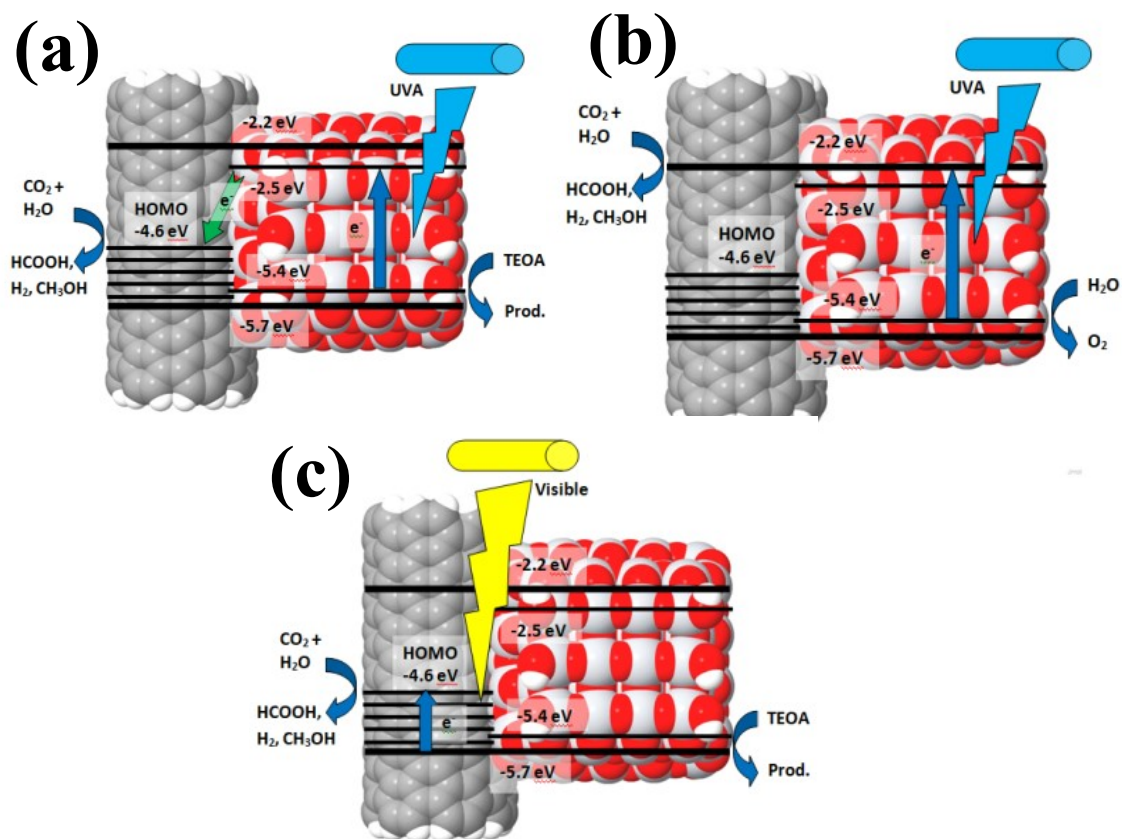 (a)
UVA
-2.2 eV
CO₂ +
H₂O
HOMO
-4.6 eV
e⁻
-2.5 eV
e⁻
HCOOH,
H₂, CH₃OH
-5.4 eV
TEOA
Prod.
-5.7 eV
(b)
UVA
CO₂ +
H₂O
-2.2 eV
HCOOH,
H₂, CH₃OH
-2.5 eV
HOMO
-4.6 eV
e⁻
-5.4 eV
H₂O
O₂
-5.7 eV
(c)
Visible
-2.2 eV
CO₂ +
H₂O
-2.5 eV
HOMO
-4.6 eV
HCOOH,
H₂, CH₃OH
e⁻
-5.4 eV
TEOA
Prod.
-5.7 eV